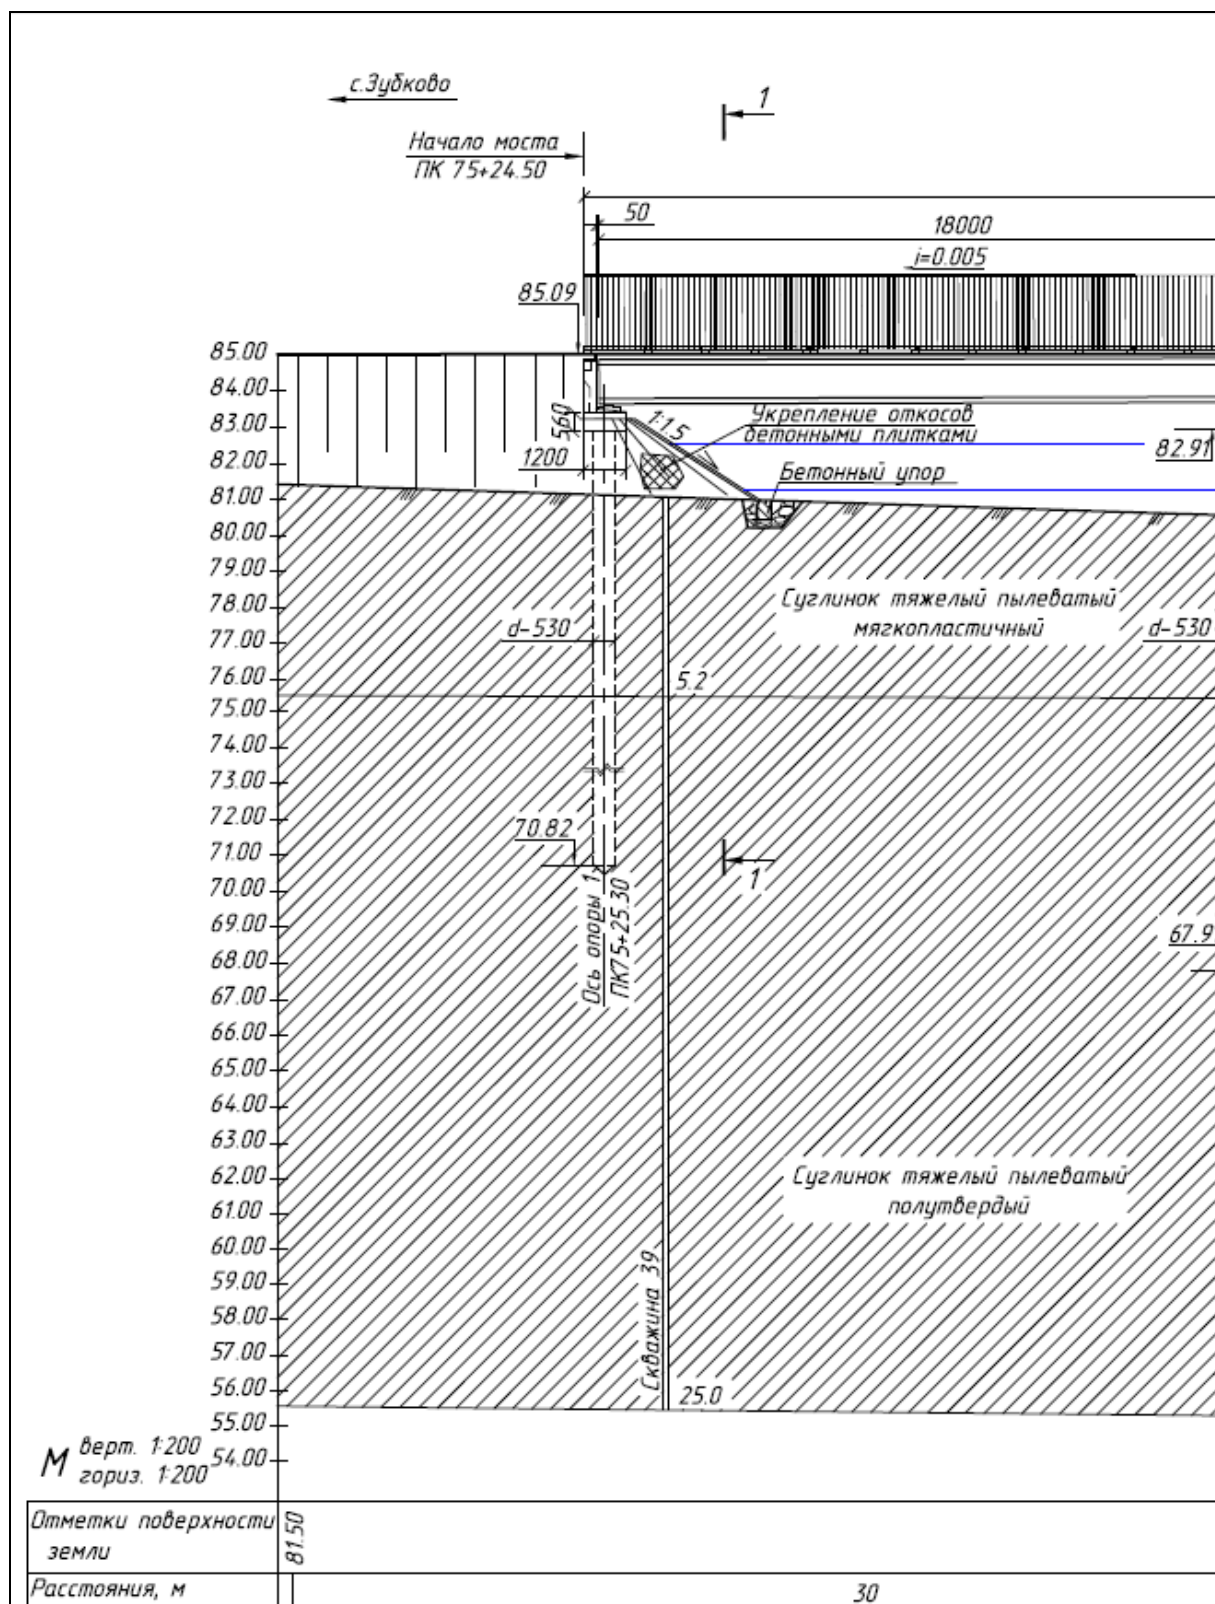 с.Зубково
1
Начало моста
ПК 75+24.50
50
18000
i=0.005
85.09
85.00
84.00
83.00
82.00
81.00
80.00
79.00
78.00
77.00
76.00
75.00
74.00
73.00
72.00
71.00
70.00
69.00
68.00
67.00
66.00
65.00
64.00
63.00
62.00
61.00
60.00
59.00
58.00
57.00
56.00
55.00
54.00
560
1200
1:1.5
Укрепление откосов
бетонными плитками
82.91
Бетонный упор
Суглинок тяжелый пылеватый
мягкопластичный
d-530
d-530
5.2
70.82
1
Ось опоры 1
ПК75+25.30
67.9
Суглинок тяжелый пылеватый
полутвердый
Скважина 39
25.0
М верт. 1:200
гориз. 1:200
Отметки поверхности
земли
81.50
Расстояния, м
30